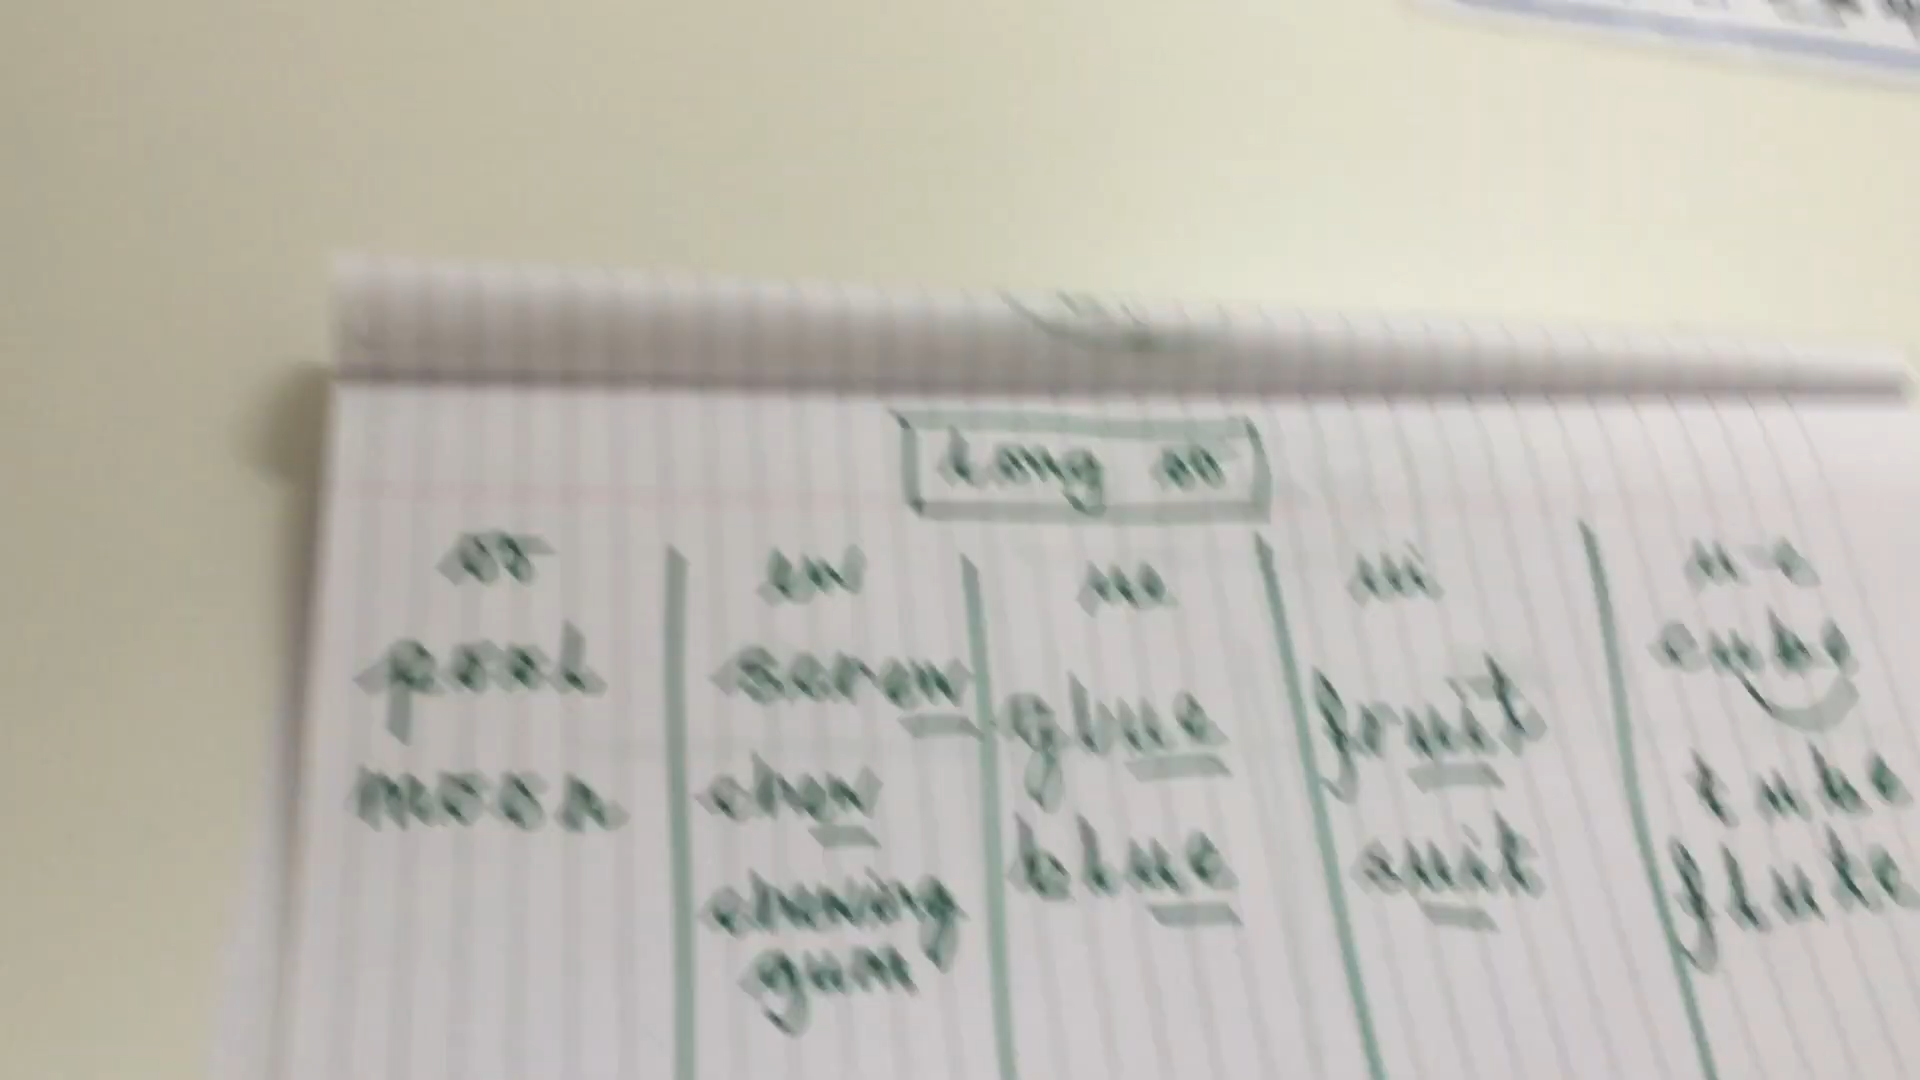 Long oo
oo ew ue ui u-e
pool screw glue fruit cube
moon chew blue suit tube
chewing flute
gum